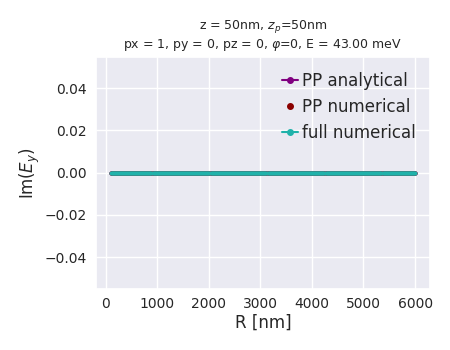 z = 50nm, z_p=50nm
px = 1, py = 0, pz = 0, φ=0, E = 43.00 meV
PP analytical
PP numerical
full numerical
0.04
0.02
0.00
−0.02
−0.04
Im(E_y)
0 1000 2000 3000 4000 5000 6000
R [nm]